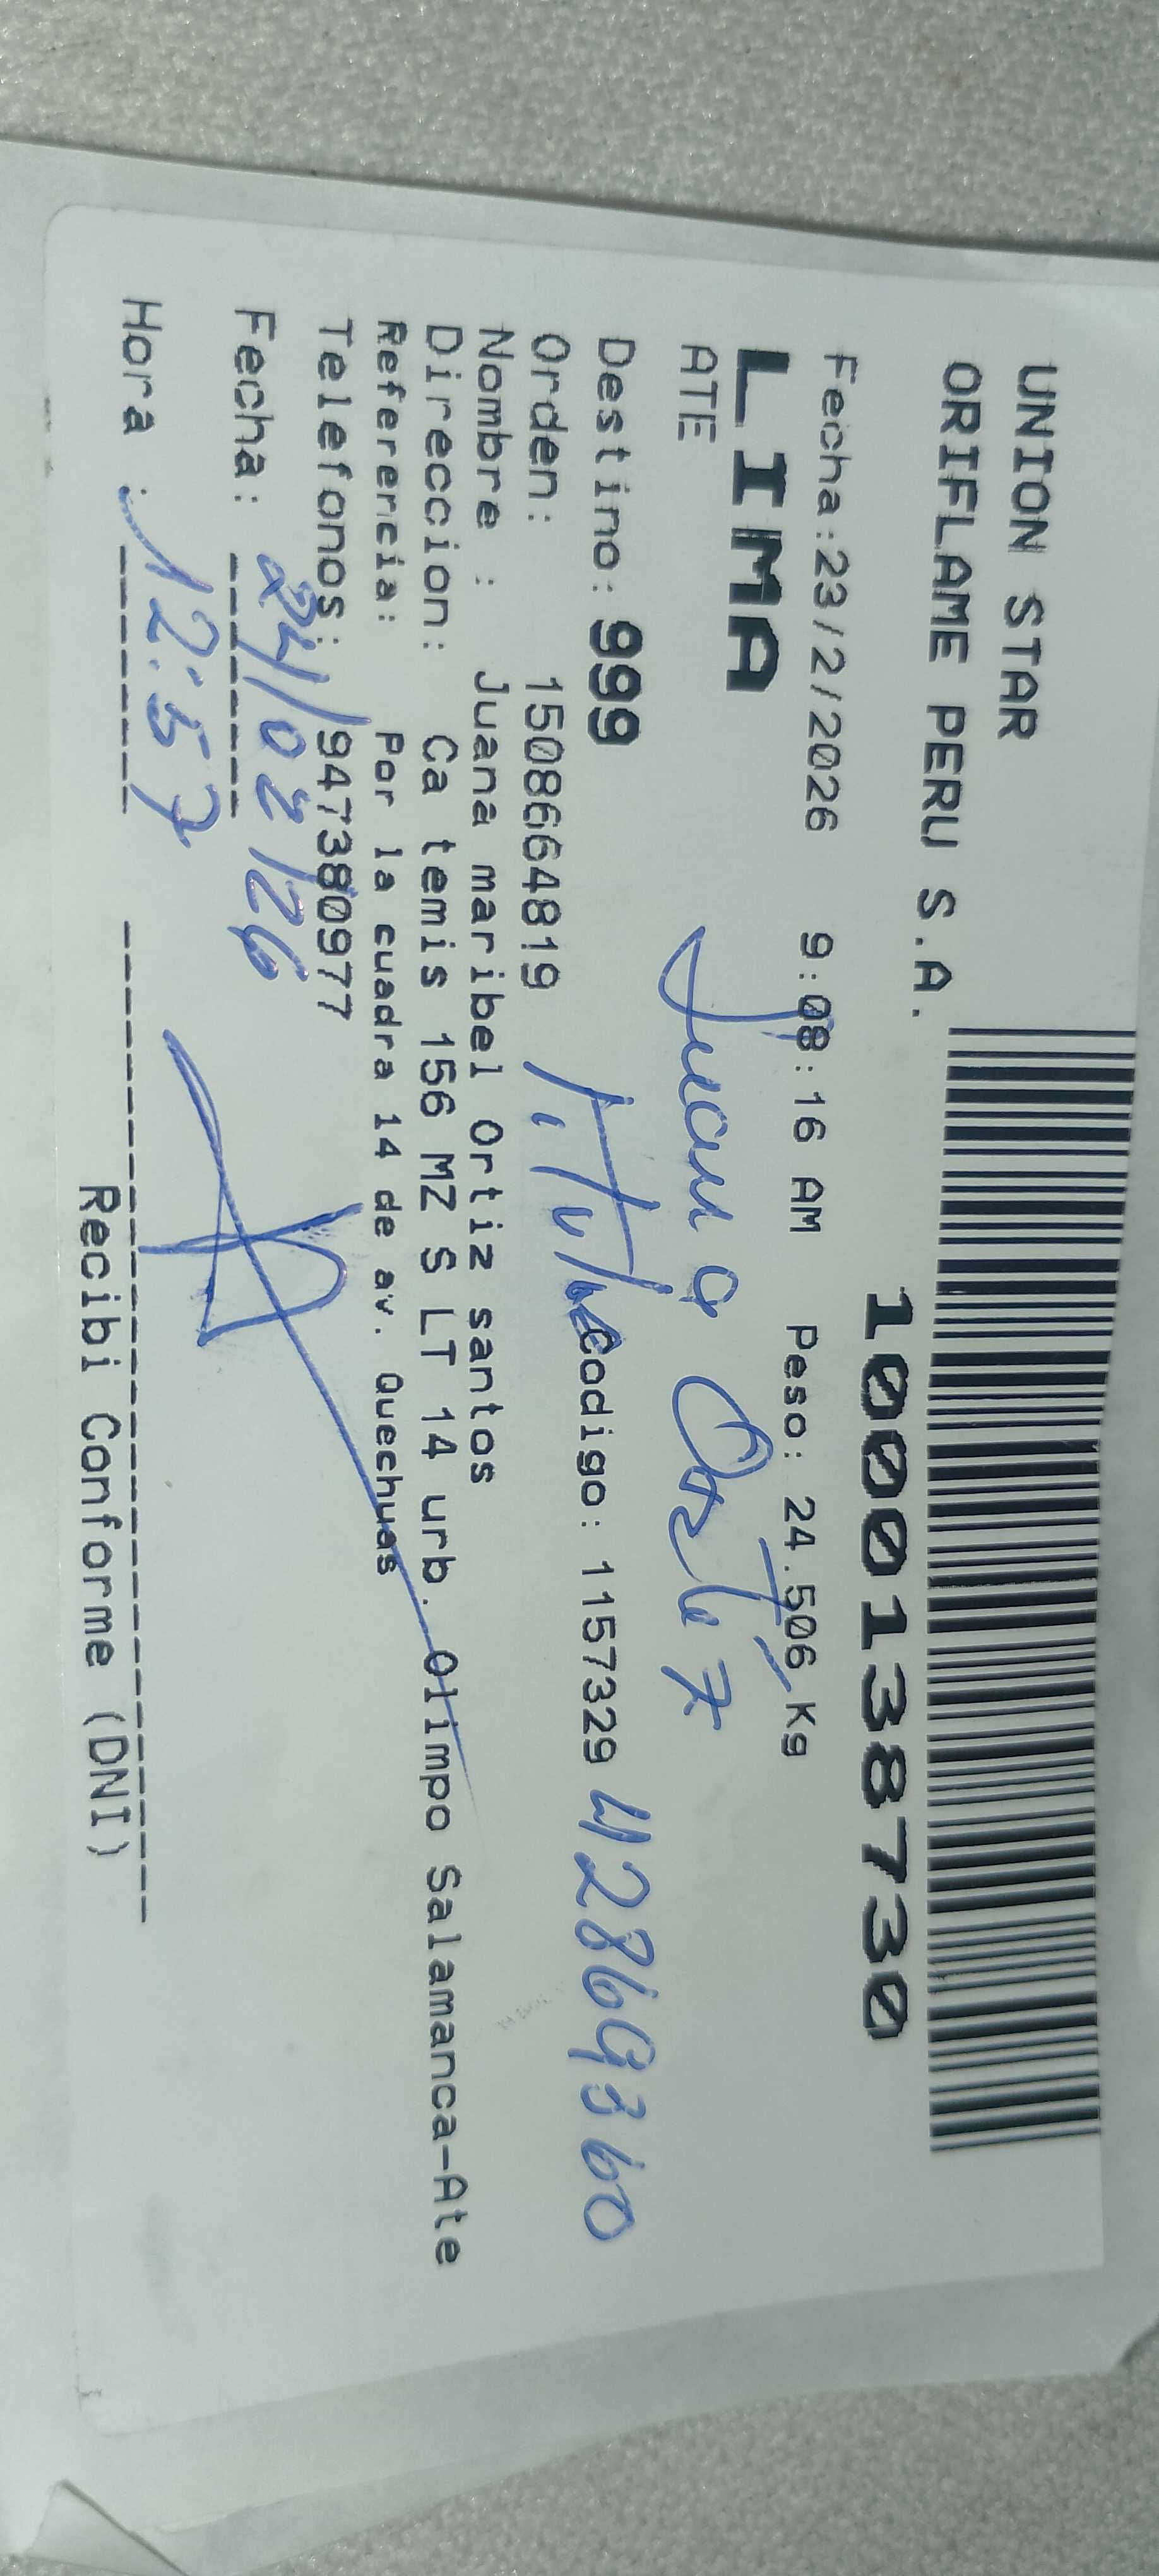 UNION STAR
ORIFLAME PERU S.A.
1000138730
Fecha:23/2/2026 9:08:16 AM Peso: 24.506 Kg
LIMA
ATE
Juana Ortiz
Destino: 999
Codigo: 1157329 42869360
Orden: 1508664819
Nombre : Juana maribel Ortiz santos
Direccion: Ca temis 156 MZ S LT 14 urb. Olimpo Salamanca-Ate
Referencia: Por la cuadra 14 de av. Quechuas
Telefonos: 947380977
Fecha: 24/02/26
Hora : 12:57
Recibi Conforme (DNI)